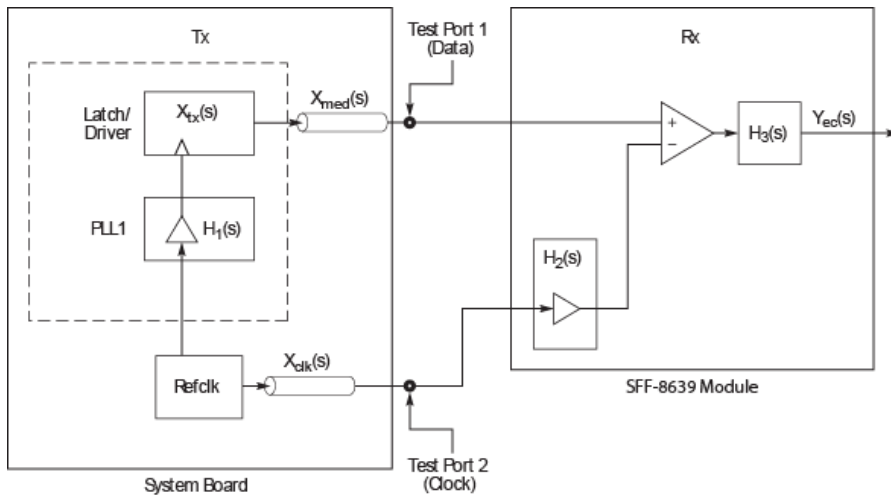 Tx
Test Port 1
(Data)
Rx
Latch/
Driver
Xtx(s)
Xmed(s)
+
−
H3(s)
Yec(s)
PLL1
H1(s)
H2(s)
Refclk
Xclk(s)
SFF-8639 Module
System Board
Test Port 2
(Clock)